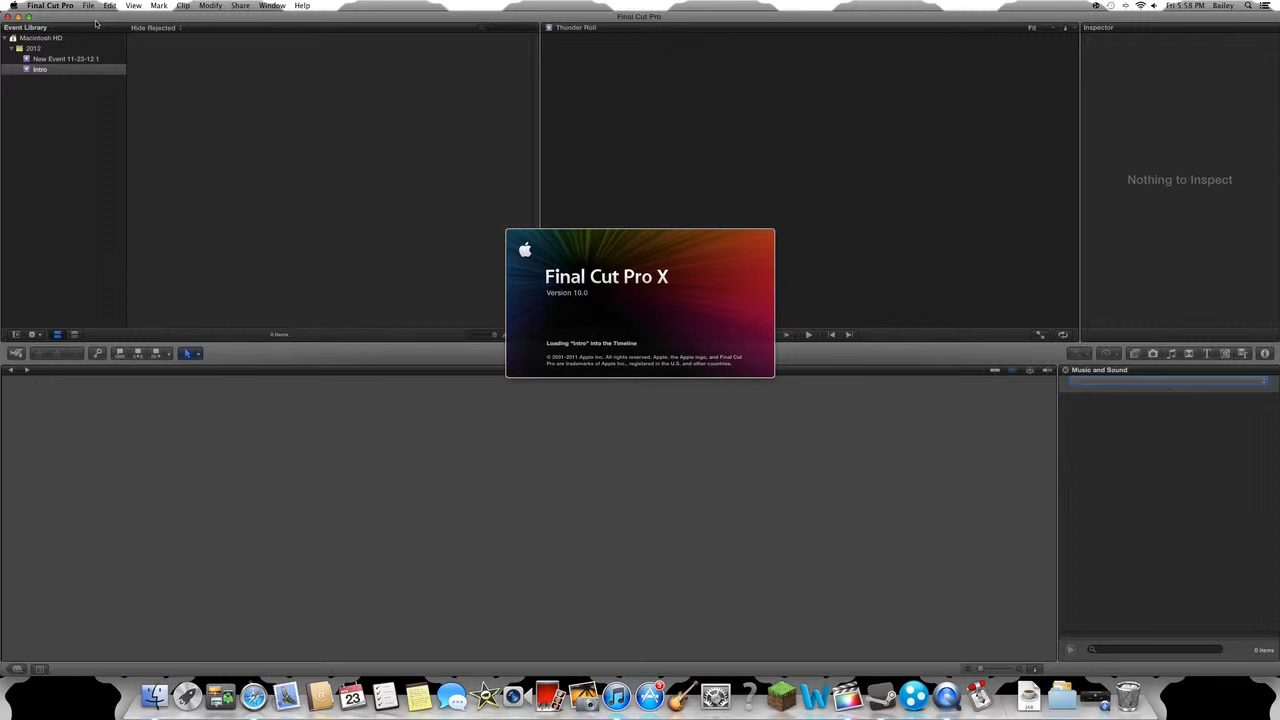 Final Cut Pro File Edit View Mark Clip Modify Share Window Help
Fri 5:58 PM Bailey
Final Cut Pro
Event Library
Hide Rejected
Thunder Roll
Fit
Inspector
Macintosh HD
2012
New Event 11-23-12 1
Intro
Nothing to Inspect
Final Cut Pro X
Version 10.0
Loading "Intro" into the Timeline
© 2001-2011 Apple Inc. All rights reserved. Apple, the Apple logo, and Final Cut
Pro are trademarks of Apple Inc., registered in the U.S. and other countries.
Music and Sound
0 items
23
JAR